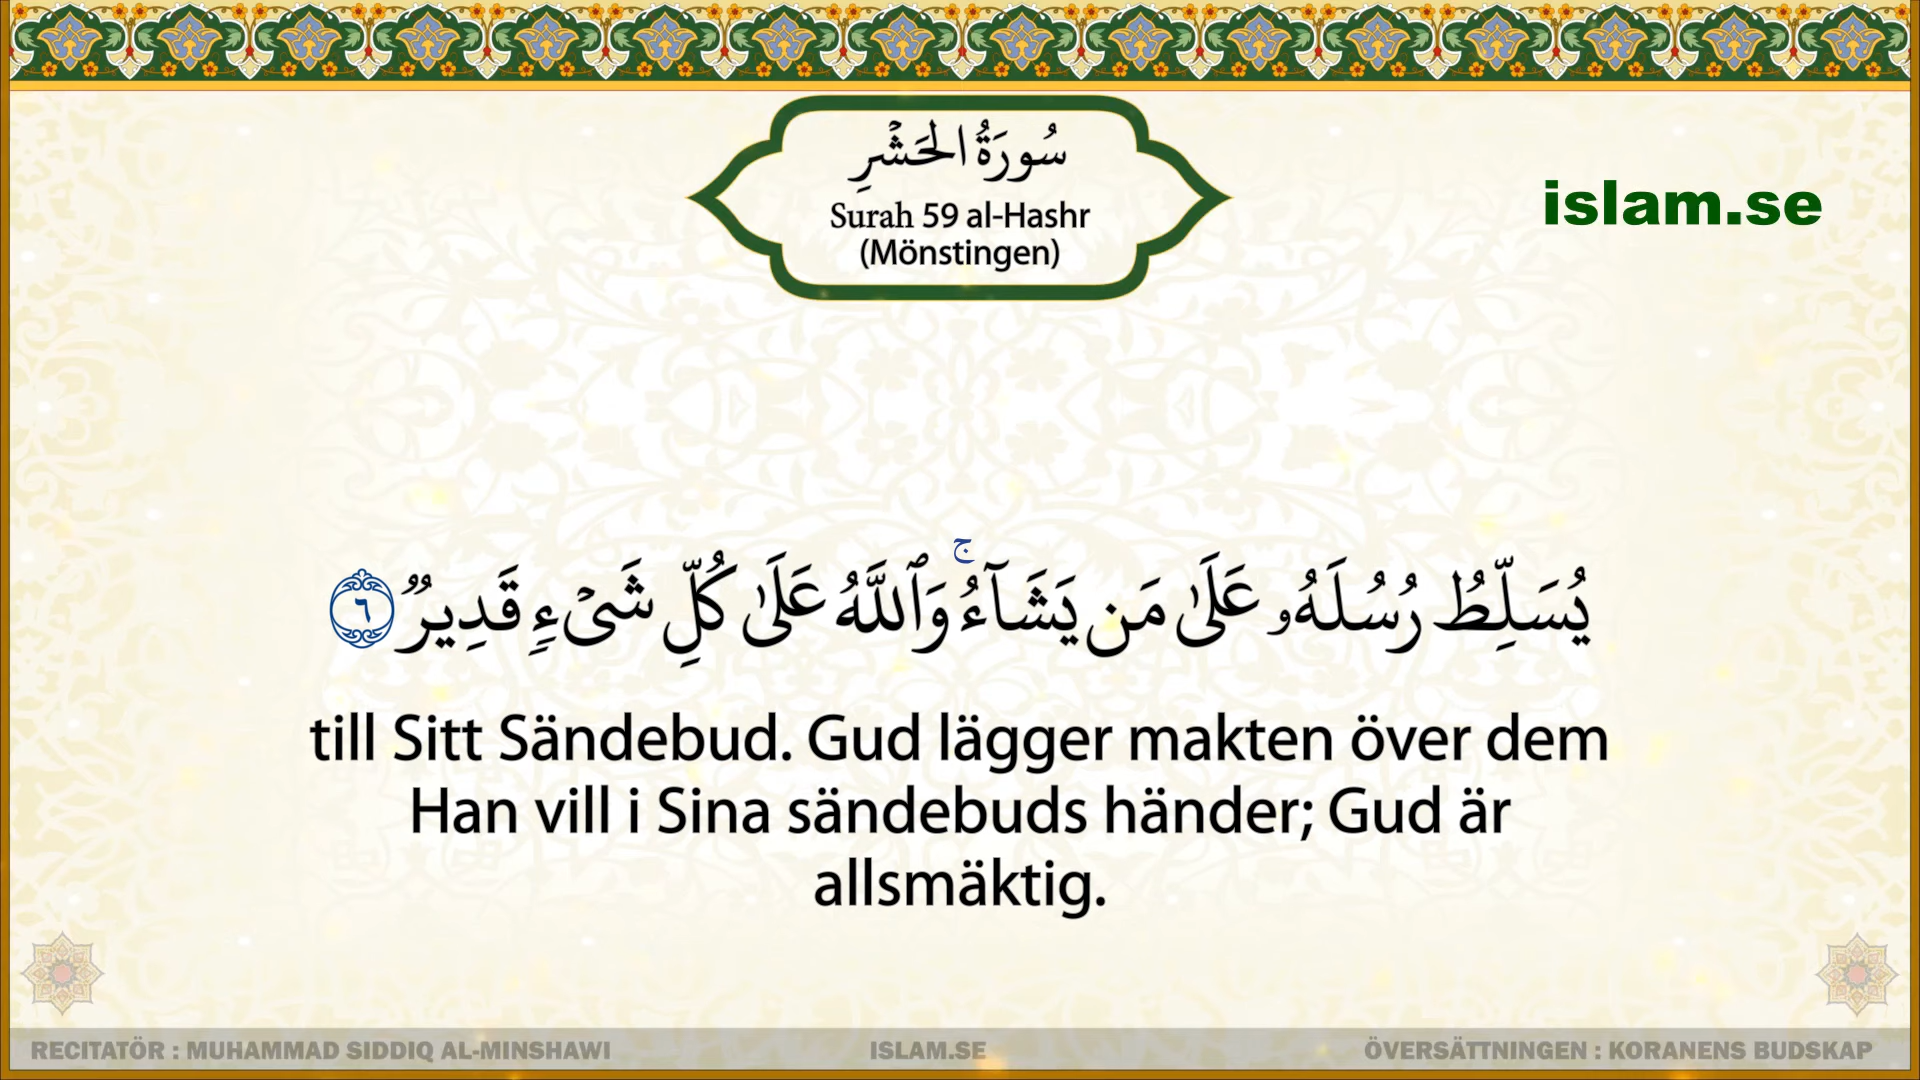 سُورَةُ الحَشۡرِ
Surah 59 al-Hashr
(Mönstingen)
islam.se
يُسَلِّطُ رُسُلَهُۥ عَلَىٰ مَن يَشَآءُۚ وَٱللَّهُ عَلَىٰ كُلِّ شَىۡءٍ قَدِيرٌ ٦
till Sitt Sändebud. Gud lägger makten över dem
Han vill i Sina sändebuds händer; Gud är
allsmäktig.
RECITATÖR : MUHAMMAD SIDDIQ AL-MINSHAWI
ISLAM.SE
ÖVERSÄTTNINGEN : KORANENS BUDSKAP